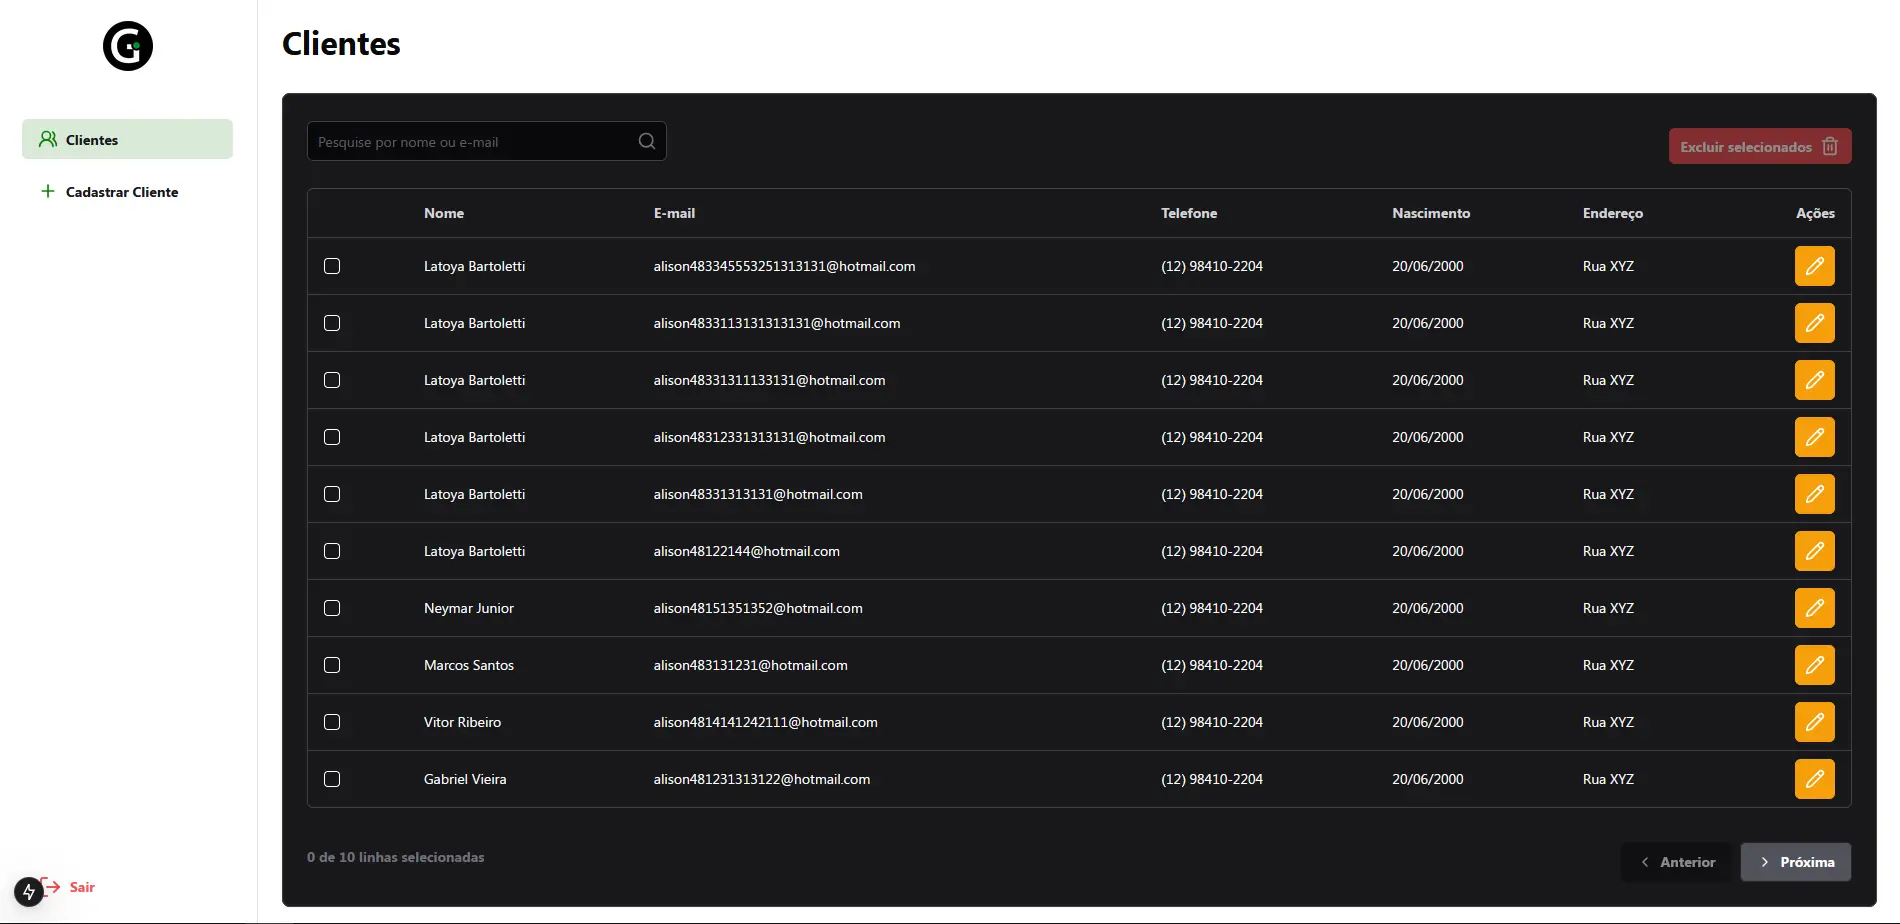 G
Clientes
Clientes
Cadastrar Cliente
Pesquise por nome ou e-mail
Excluir selecionados
Nome E-mail Telefone Nascimento Endereço Ações
Latoya Bartoletti alison483345553251313131@hotmail.com (12) 98410-2204 20/06/2000 Rua XYZ
Latoya Bartoletti alison4833113131313131@hotmail.com (12) 98410-2204 20/06/2000 Rua XYZ
Latoya Bartoletti alison48331311133131@hotmail.com (12) 98410-2204 20/06/2000 Rua XYZ
Latoya Bartoletti alison48312331313131@hotmail.com (12) 98410-2204 20/06/2000 Rua XYZ
Latoya Bartoletti alison48331313131@hotmail.com (12) 98410-2204 20/06/2000 Rua XYZ
Latoya Bartoletti alison48122144@hotmail.com (12) 98410-2204 20/06/2000 Rua XYZ
Neymar Junior alison48151351352@hotmail.com (12) 98410-2204 20/06/2000 Rua XYZ
Marcos Santos alison483131231@hotmail.com (12) 98410-2204 20/06/2000 Rua XYZ
Vitor Ribeiro alison4814141242111@hotmail.com (12) 98410-2204 20/06/2000 Rua XYZ
Gabriel Vieira alison481231313122@hotmail.com (12) 98410-2204 20/06/2000 Rua XYZ
0 de 10 linhas selecionadas
Anterior
Próxima
Sair